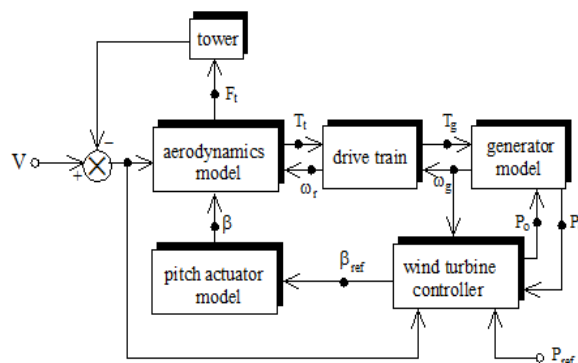 tower
F_t
V
+
−
aerodynamics
model
T_t
ω_r
drive train
T_g
ω_g
generator
model
P_o
P
β
β_ref
pitch actuator
model
wind turbine
controller
P_ref